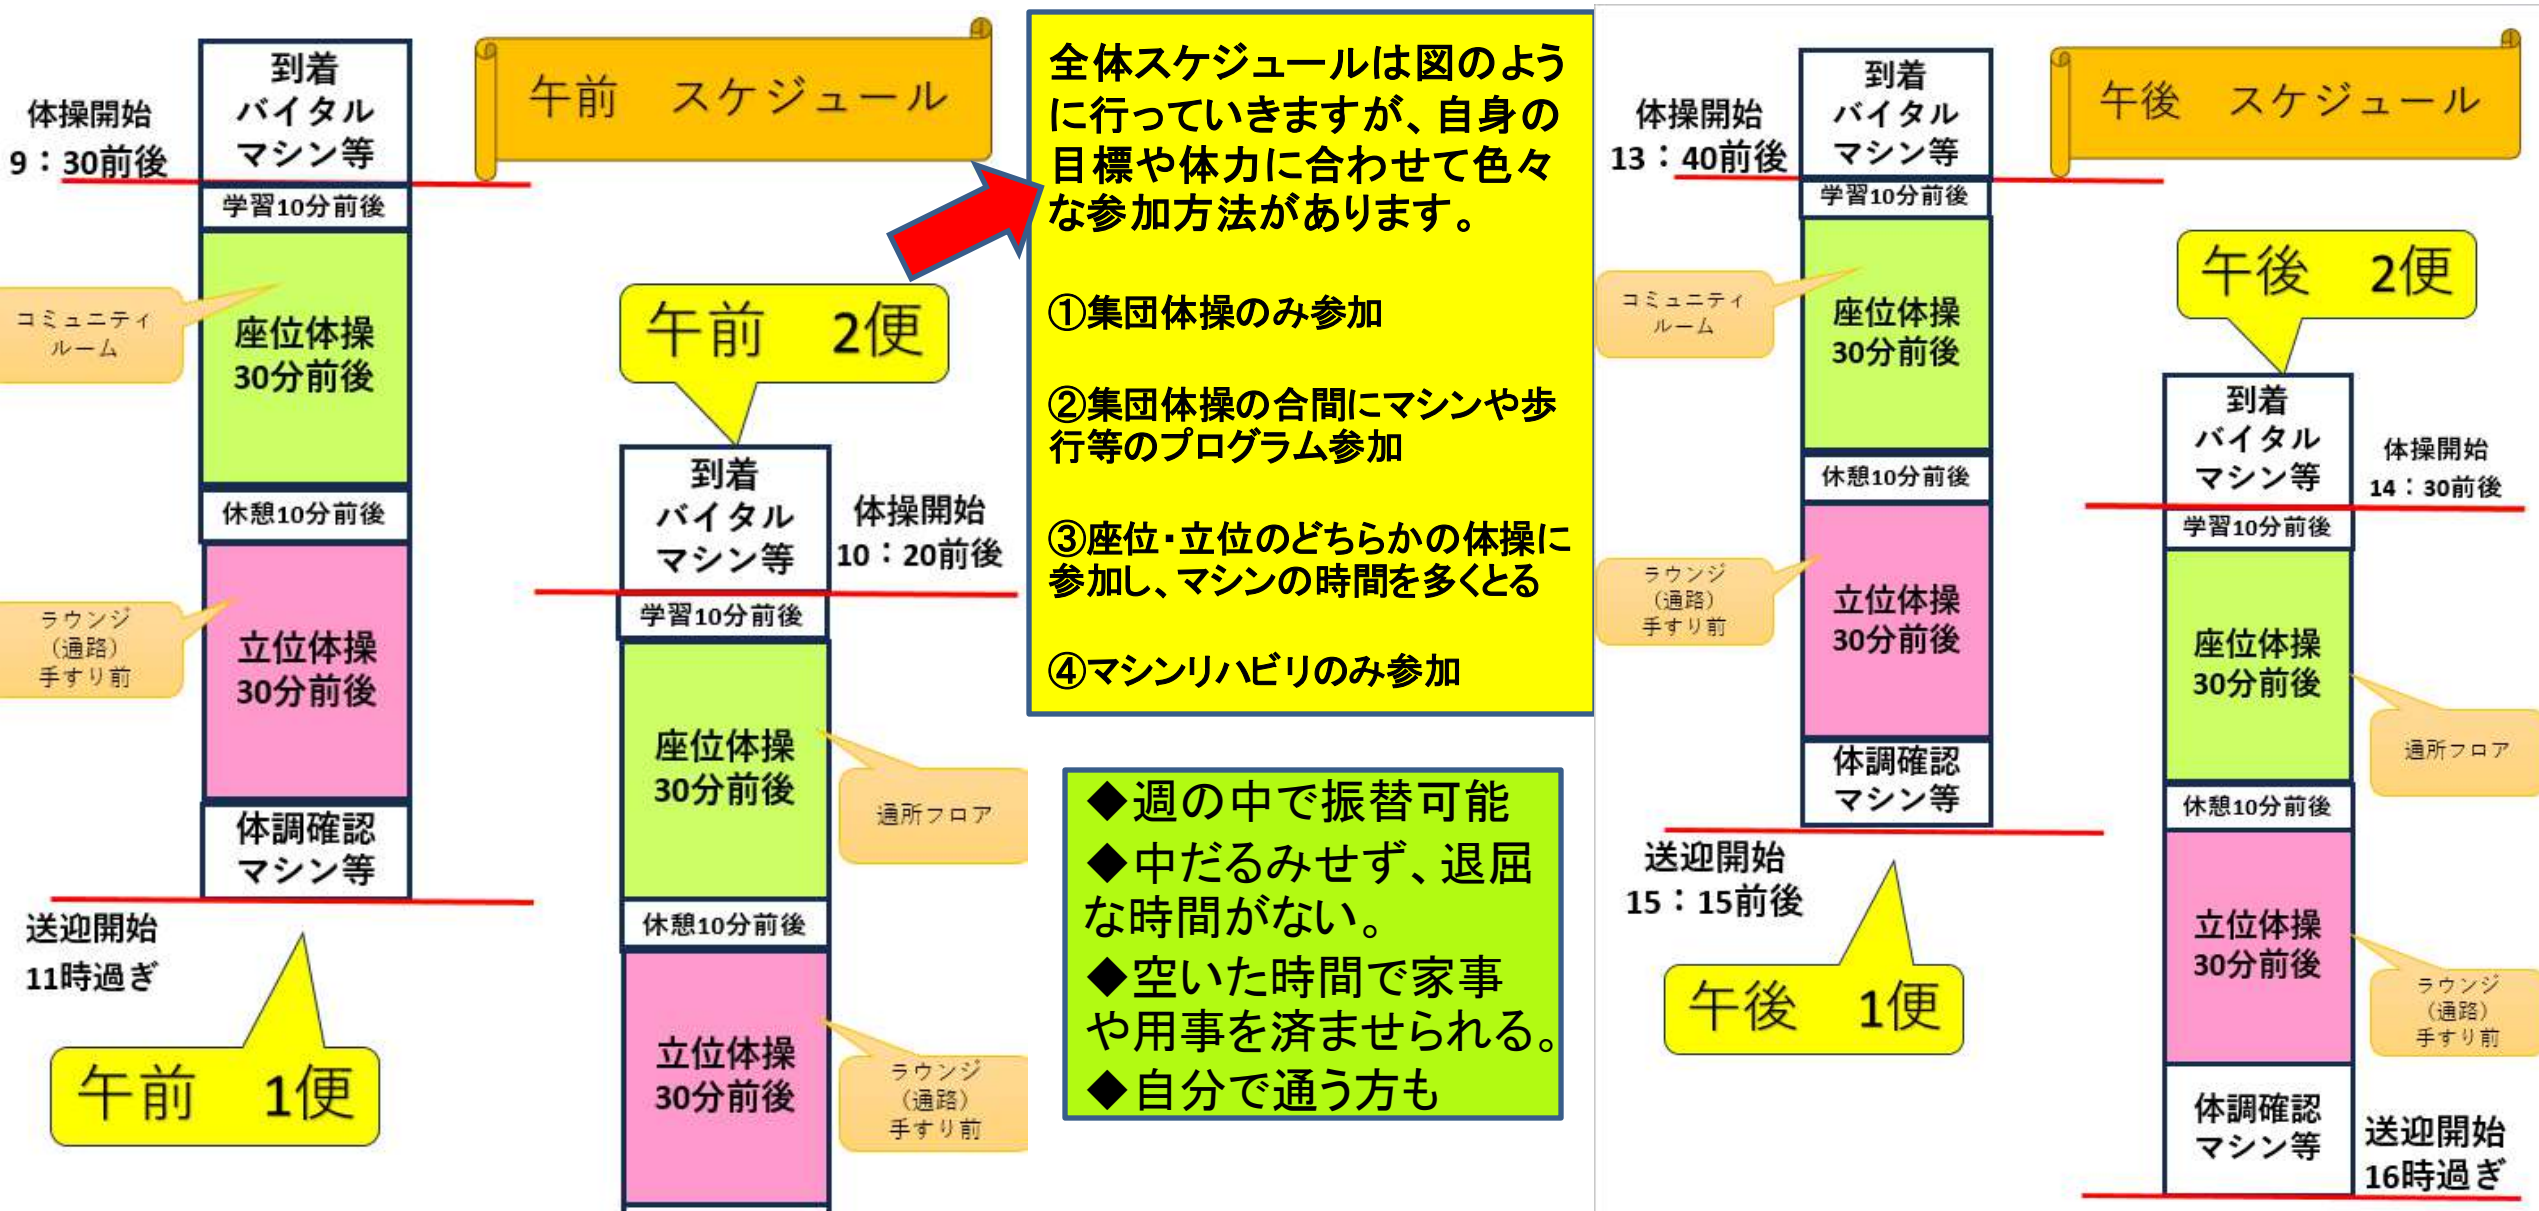 午前　スケジュール
体操開始
9：30前後
到着
バイタル
マシン等
学習10分前後
コミュニティ
ルーム
座位体操
30分前後
休憩10分前後
ラウンジ
（通路）
手すり前
立位体操
30分前後
体調確認
マシン等
送迎開始
11時過ぎ
午前　1便
午前　2便
到着
バイタル
マシン等
体操開始
10：20前後
学習10分前後
座位体操
30分前後
通所フロア
休憩10分前後
立位体操
30分前後
ラウンジ
（通路）
手すり前
全体スケジュールは図のよう
に行っていきますが、自身の
目標や体力に合わせて色々
な参加方法があります。
①集団体操のみ参加
②集団体操の合間にマシンや歩
行等のプログラム参加
③座位・立位のどちらかの体操に
参加し、マシンの時間を多くとる
④マシンリハビリのみ参加
◆週の中で振替可能
◆中だるみせず、退屈
な時間がない。
◆空いた時間で家事
や用事を済ませられる。
◆自分で通う方も
午後　スケジュール
体操開始
13：40前後
到着
バイタル
マシン等
学習10分前後
コミュニティ
ルーム
座位体操
30分前後
休憩10分前後
ラウンジ
（通路）
手すり前
立位体操
30分前後
体調確認
マシン等
送迎開始
15：15前後
午後　1便
午後　2便
到着
バイタル
マシン等
体操開始
14：30前後
学習10分前後
座位体操
30分前後
通所フロア
休憩10分前後
立位体操
30分前後
ラウンジ
（通路）
手すり前
体調確認
マシン等
送迎開始
16時過ぎ